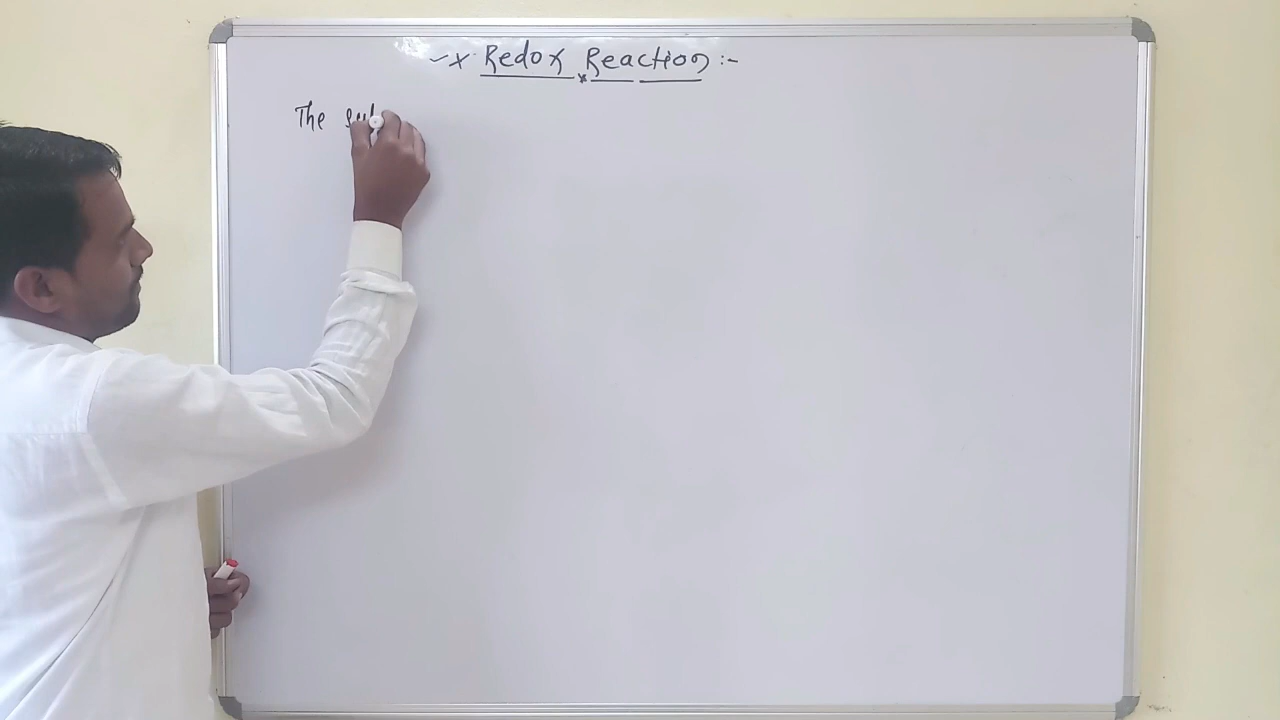 -x Redox Reaction :-
The